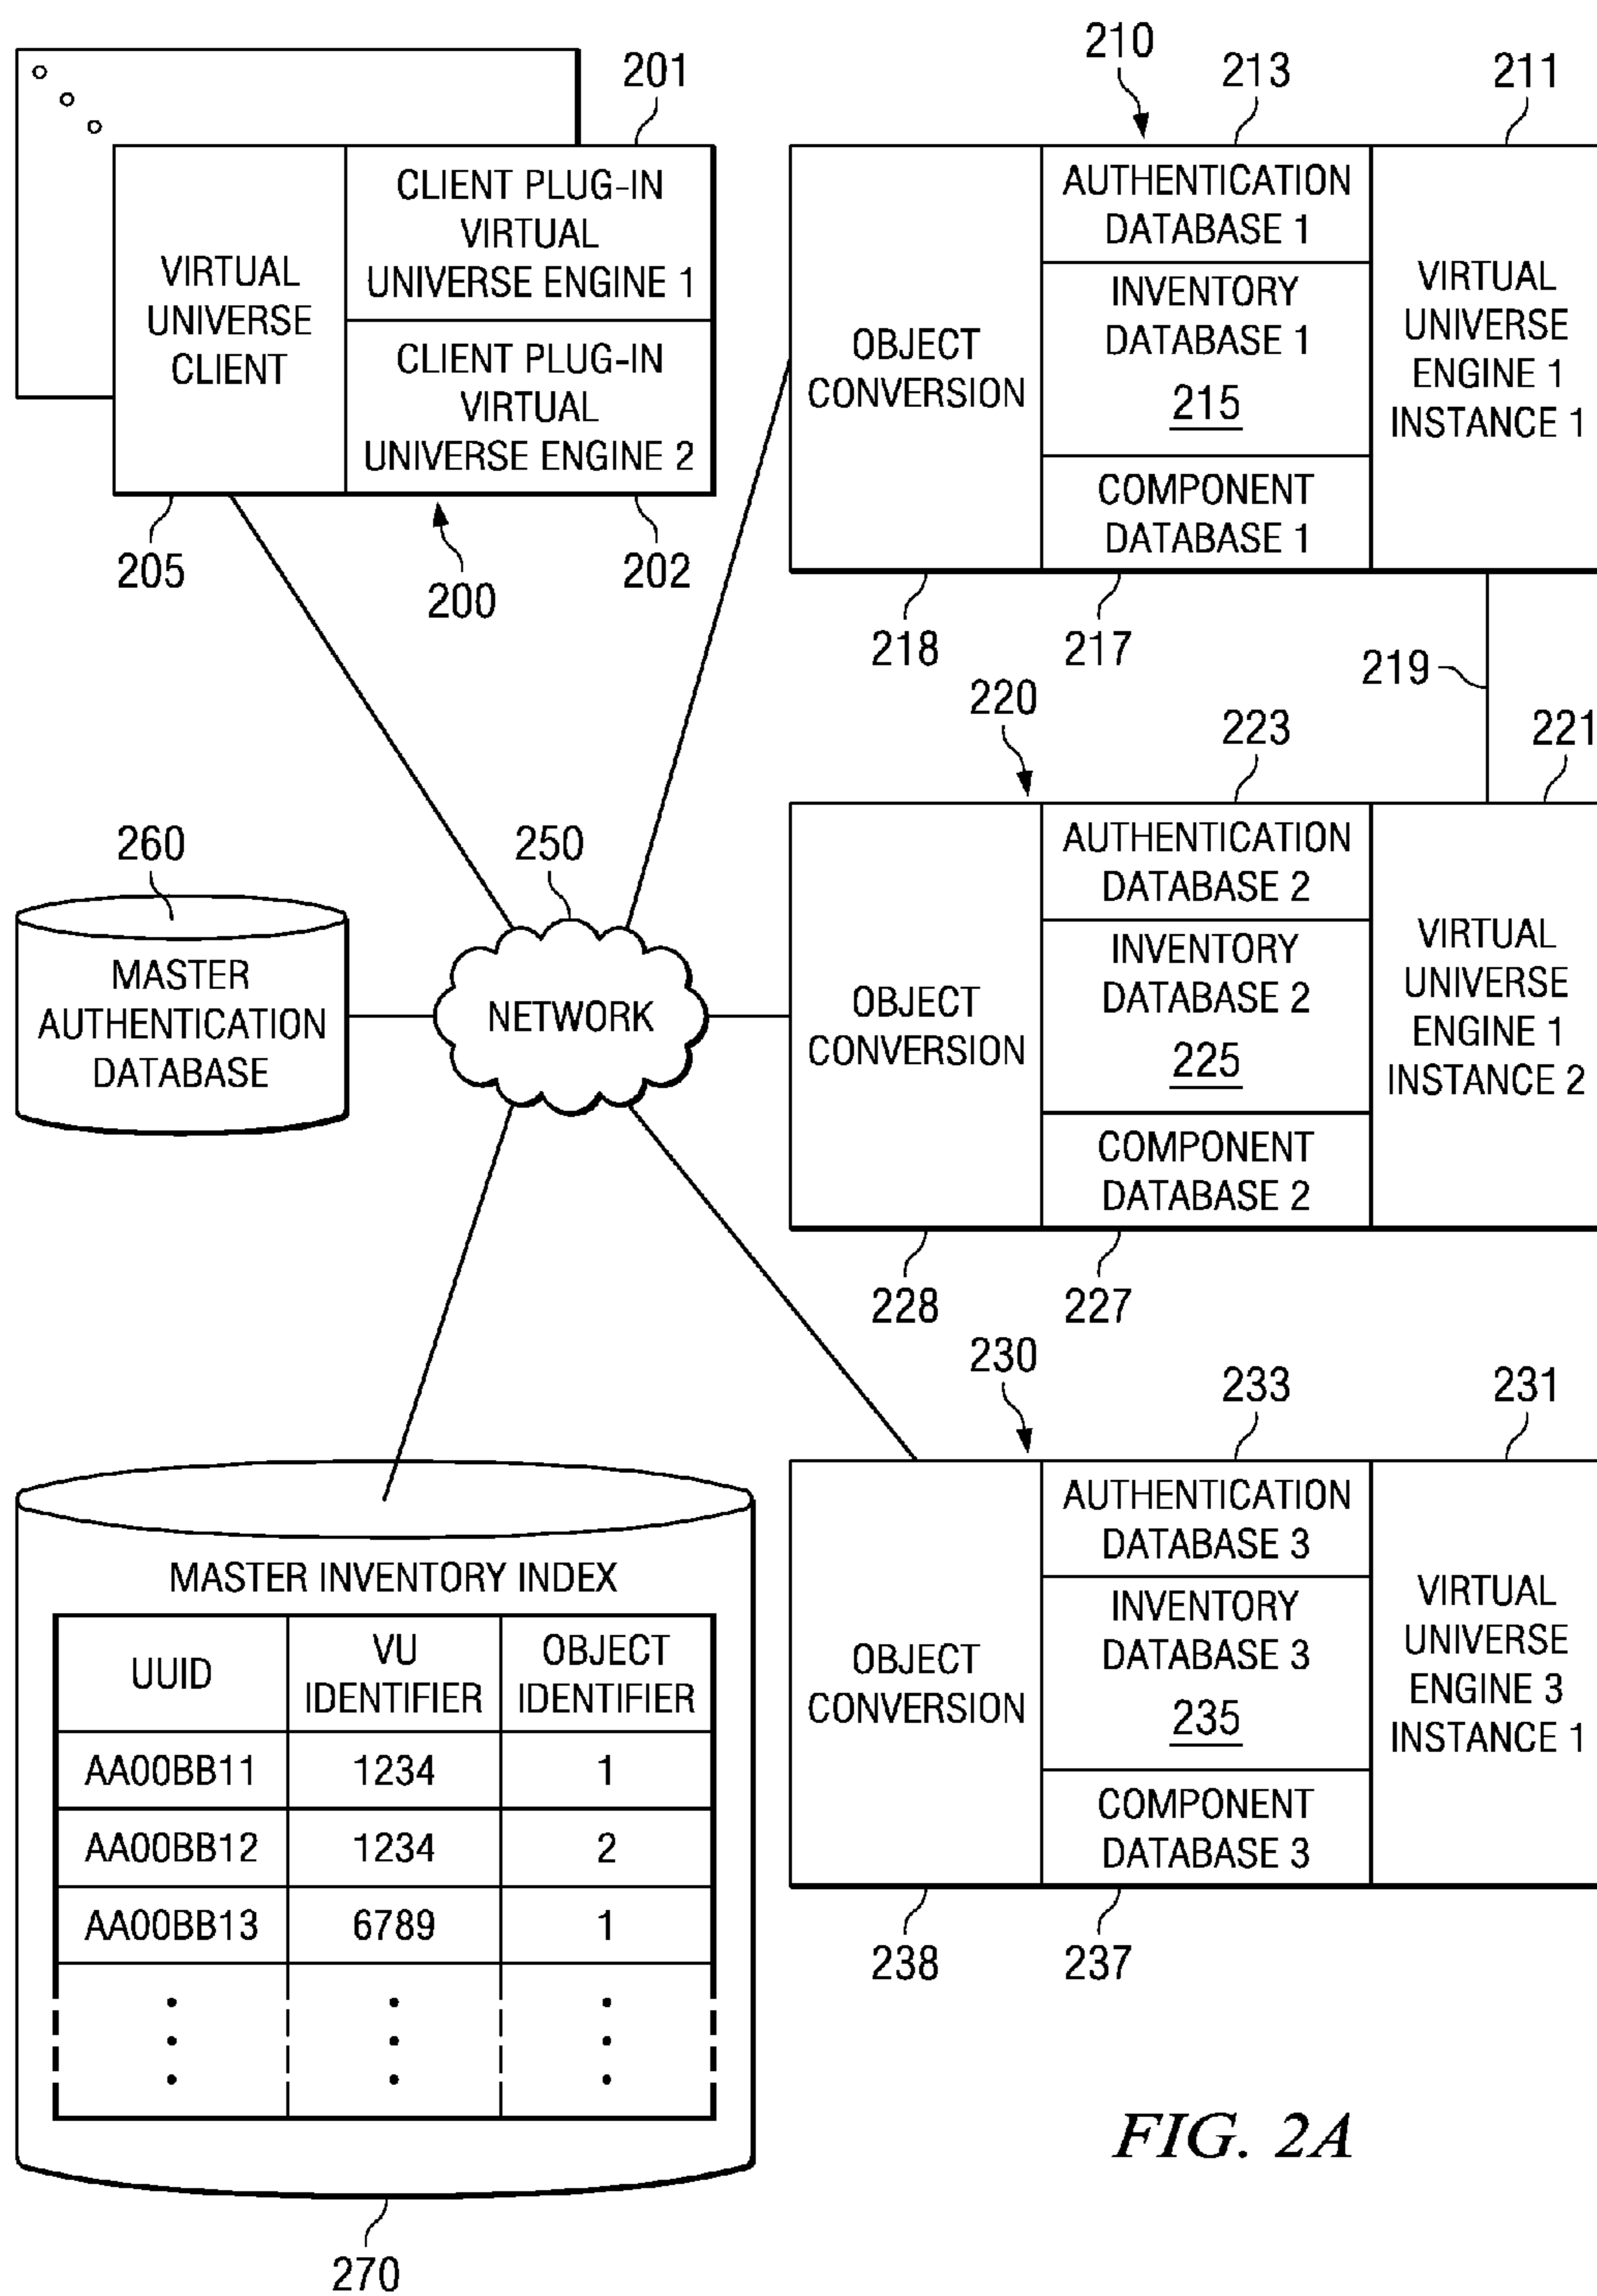 201
CLIENT PLUG-IN
VIRTUAL
UNIVERSE ENGINE 1
VIRTUAL
UNIVERSE
CLIENT
CLIENT PLUG-IN
VIRTUAL
UNIVERSE ENGINE 2
205
200
202
210
213
211
OBJECT
CONVERSION
AUTHENTICATION
DATABASE 1
INVENTORY
DATABASE 1
215
COMPONENT
DATABASE 1
VIRTUAL
UNIVERSE
ENGINE 1
INSTANCE 1
218
217
219
220
223
221
OBJECT
CONVERSION
AUTHENTICATION
DATABASE 2
INVENTORY
DATABASE 2
225
COMPONENT
DATABASE 2
VIRTUAL
UNIVERSE
ENGINE 1
INSTANCE 2
228
227
260
MASTER
AUTHENTICATION
DATABASE
250
NETWORK
230
233
231
OBJECT
CONVERSION
AUTHENTICATION
DATABASE 3
INVENTORY
DATABASE 3
235
COMPONENT
DATABASE 3
VIRTUAL
UNIVERSE
ENGINE 3
INSTANCE 1
238
237
MASTER INVENTORY INDEX
UUID
VU
IDENTIFIER
OBJECT
IDENTIFIER
AA00BB11 1234 1
AA00BB12 1234 2
AA00BB13 6789 1
270
FIG. 2A